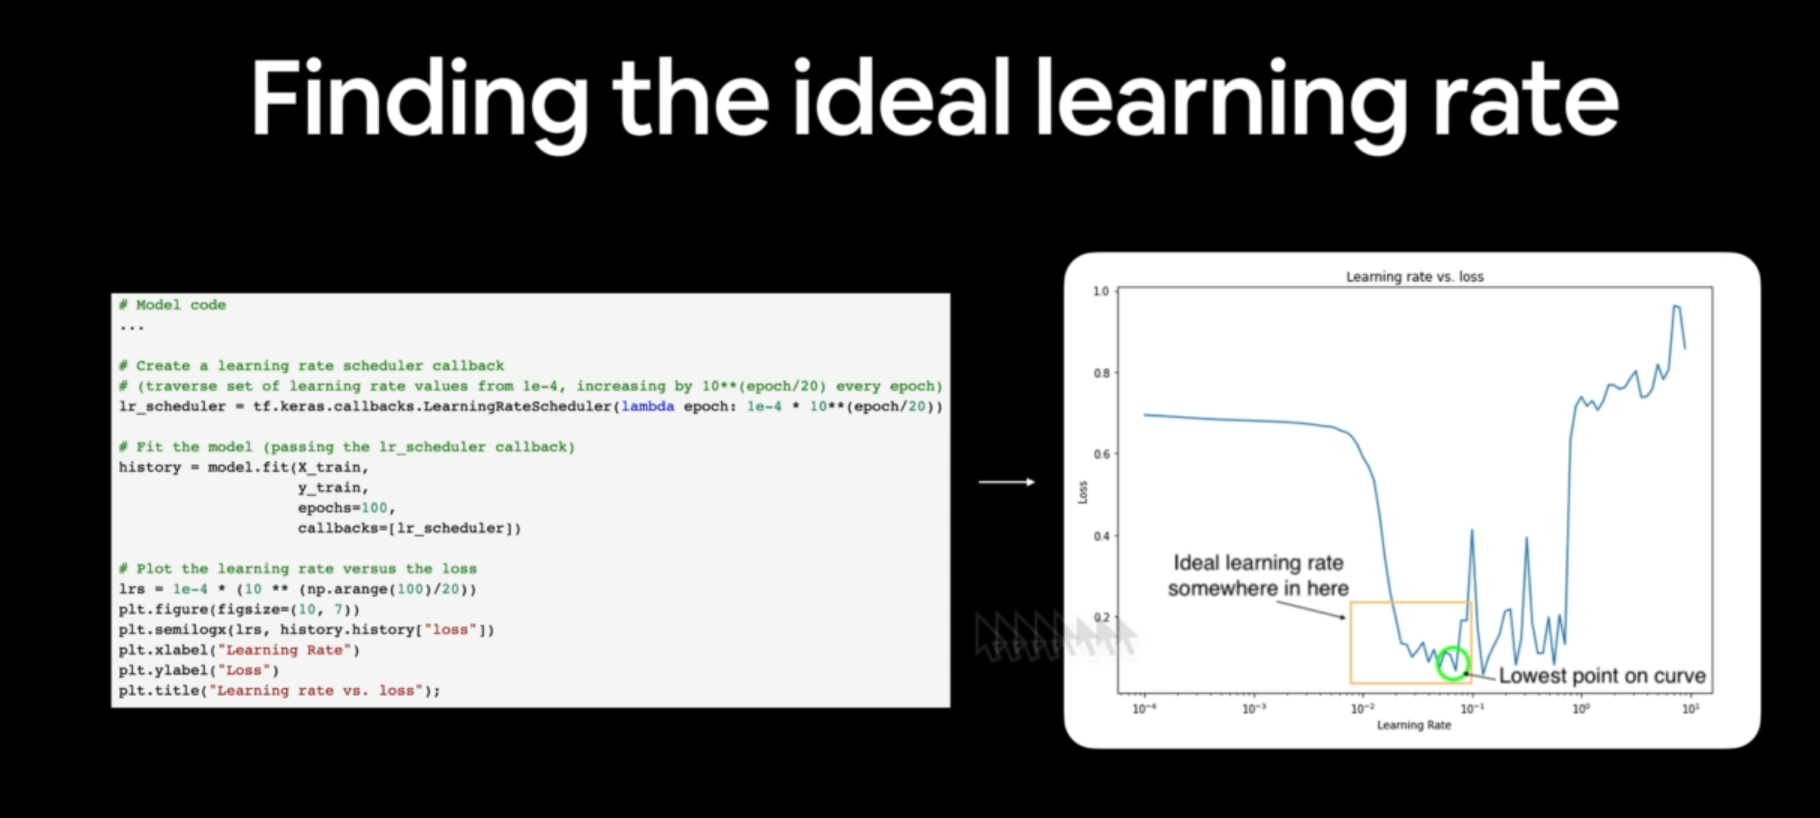 Finding the ideal learning rate
# Model code
...
# Create a learning rate scheduler callback
# (traverse set of learning rate values from 1e-4, increasing by 10**(epoch/20) every epoch)
lr_scheduler = tf.keras.callbacks.LearningRateScheduler(lambda epoch: 1e-4 * 10**(epoch/20))
# Fit the model (passing the lr_scheduler callback)
history = model.fit(X_train,
y_train,
epochs=100,
callbacks=[lr_scheduler])
# Plot the learning rate versus the loss
lrs = 1e-4 * (10 ** (np.arange(100)/20))
plt.figure(figsize=(10, 7))
plt.semilogx(lrs, history.history["loss"])
plt.xlabel("Learning Rate")
plt.ylabel("Loss")
plt.title("Learning rate vs. loss");
Learning rate vs. loss
1.0
0.8
0.6
0.4
0.2
Loss
Ideal learning rate
somewhere in here
Lowest point on curve
10⁻⁴ 10⁻³ 10⁻² 10⁻¹ 10⁰ 10¹
Learning Rate